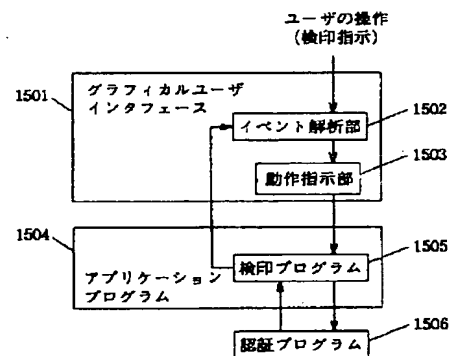 ユーザの操作
(検印指示)
1501
グラフィカルユーザ
インタフェース
1502
イベント解析部
1503
動作指示部
1504
アプリケーション
プログラム
1505
検印プログラム
1506
認証プログラム